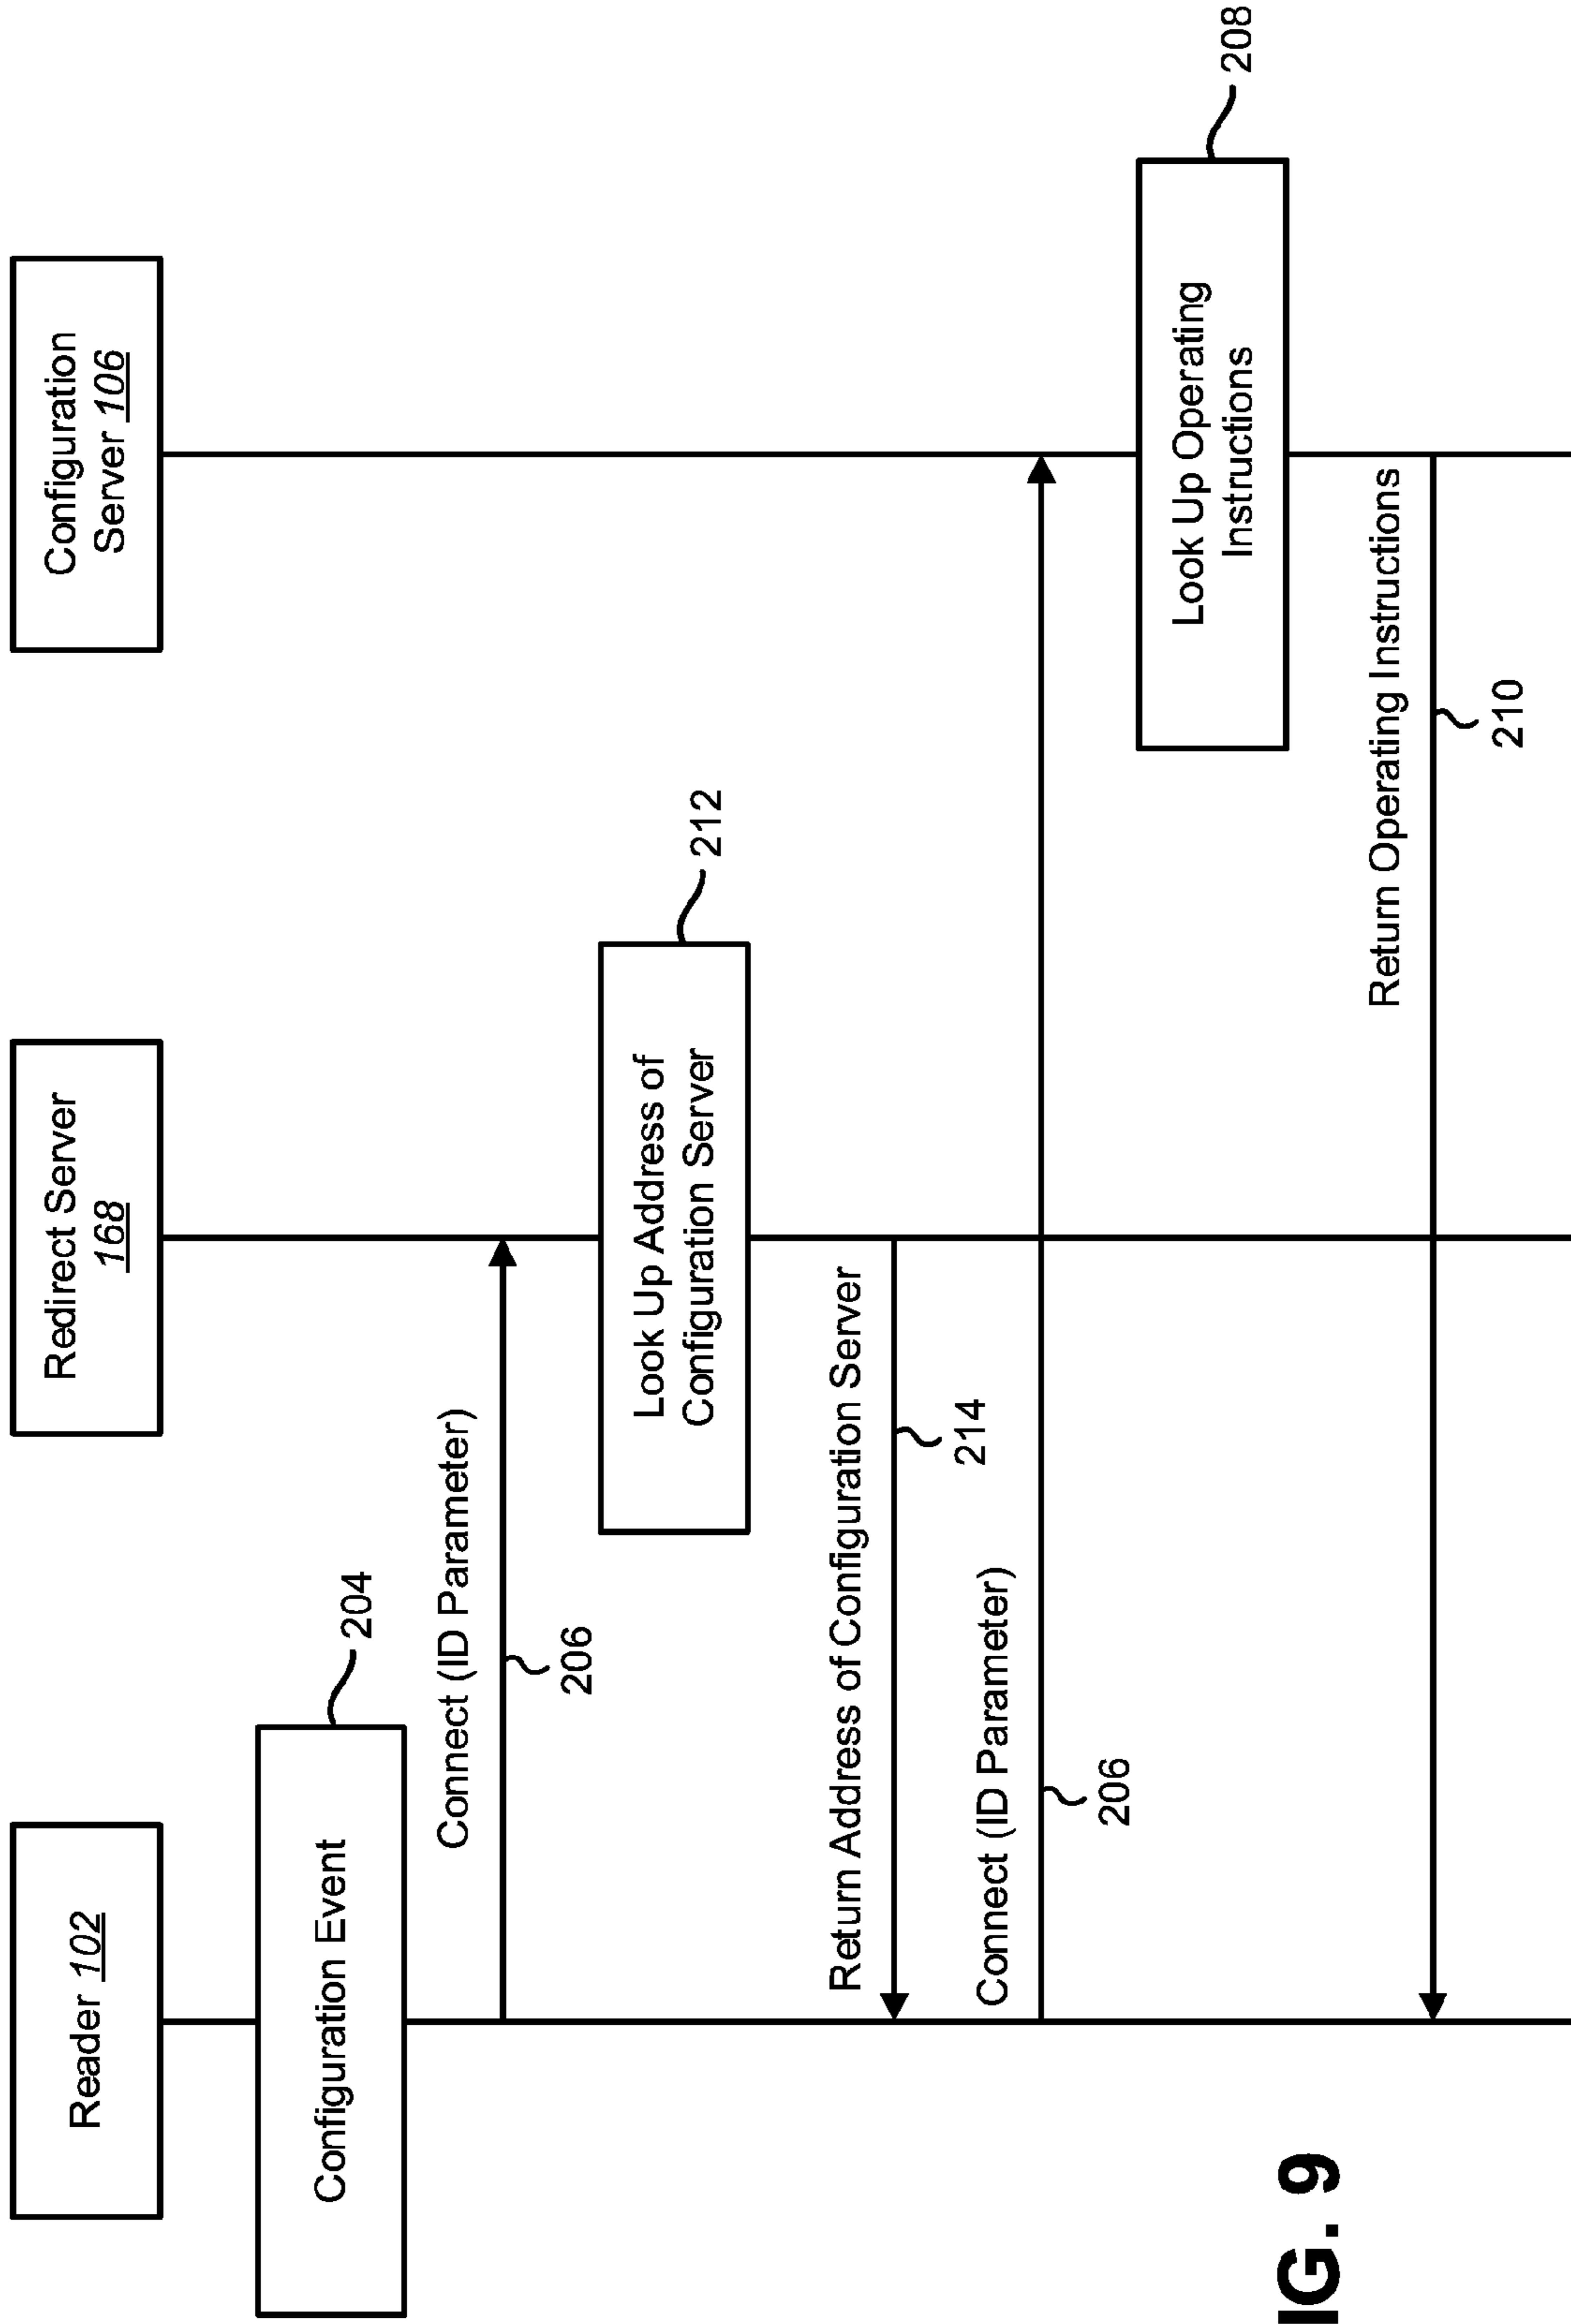 Reader 102
Redirect Server
168
Configuration
Server 106
Configuration Event
204
Connect (ID Parameter)
206
Look Up Address of
Configuration Server
212
Return Address of Configuration Server
214
Connect (ID Parameter)
206
Look Up Operating
Instructions
208
Return Operating Instructions
210
IG. 9